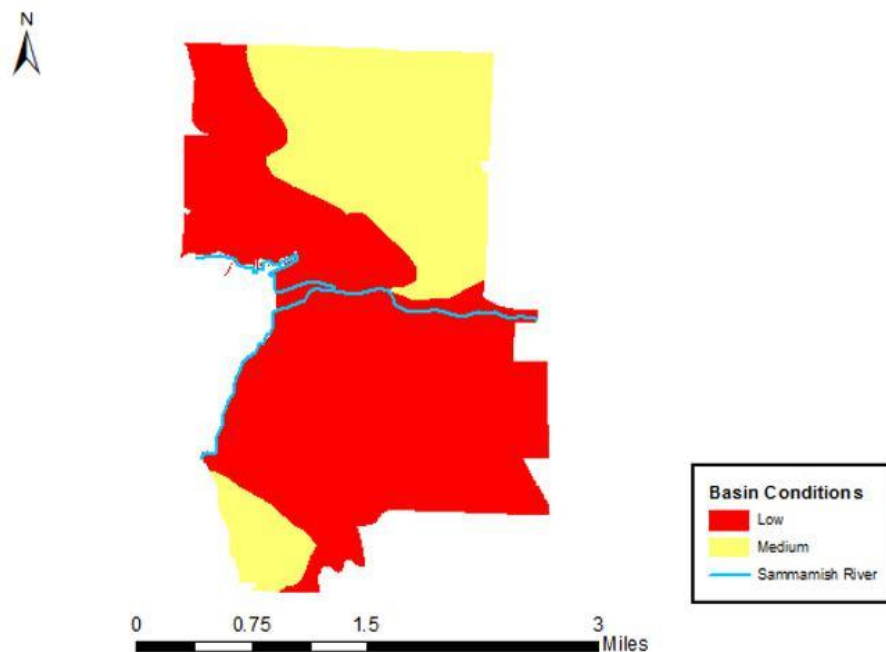 N
Basin Conditions
Low
Medium
Sammamish River
0 0.75 1.5 3
Miles